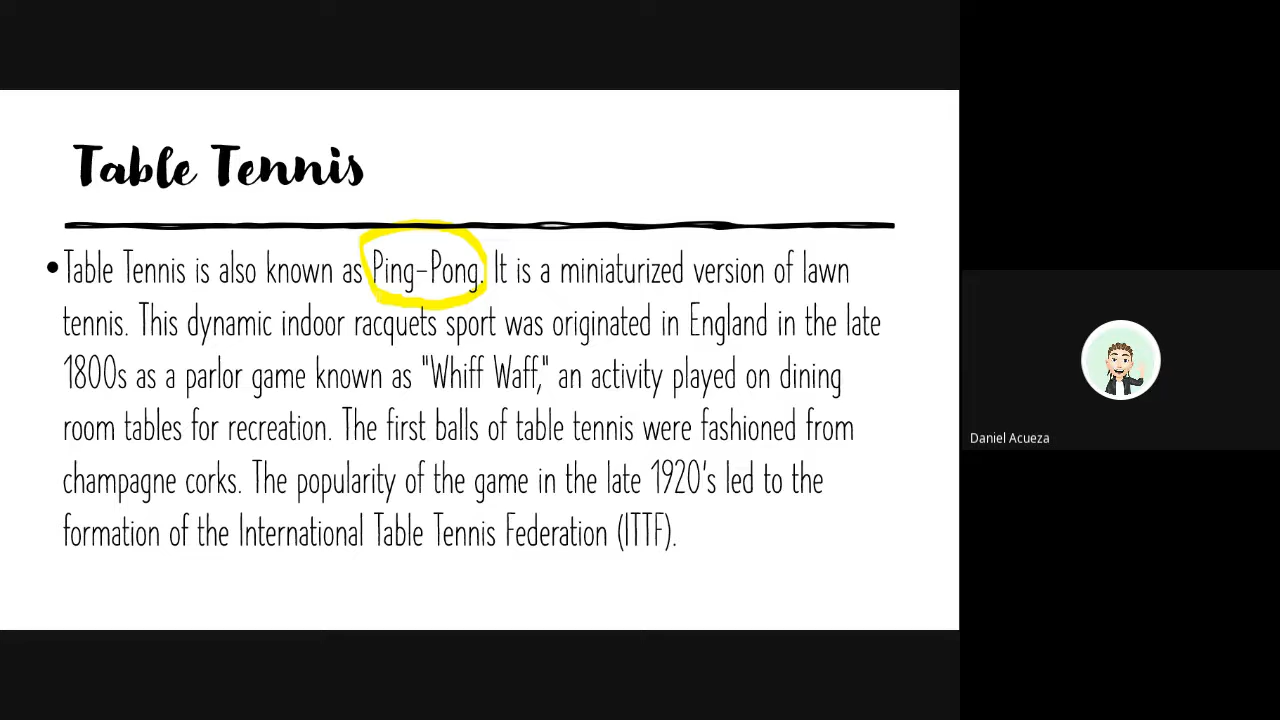 Table Tennis
•Table Tennis is also known as Ping-Pong. It is a miniaturized version of lawn
tennis. This dynamic indoor racquets sport was originated in England in the late
1800s as a parlor game known as "Whiff Waff," an activity played on dining
room tables for recreation. The first balls of table tennis were fashioned from
champagne corks. The popularity of the game in the late 1920's led to the
formation of the International Table Tennis Federation (ITTF).
Daniel Acueza